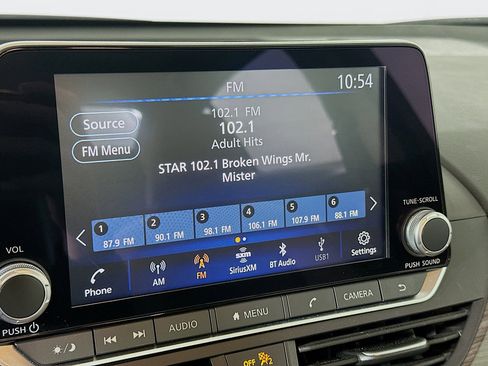 FM
10:54
Source
102.1 FM
102.1
Adult Hits
FM Menu
STAR 102.1 Broken Wings Mr.
Mister
1 2 3 4 5 6
87.9 FM 90.1 FM 98.1 FM 106.1 FM 107.9 FM 88.1 FM
Phone AM FM SiriusXM BT Audio USB1 Settings
sxm
TUNE·SCROLL
PUSH SOUND
VOL
PUSH
AUDIO MENU CAMERA
OFF 2